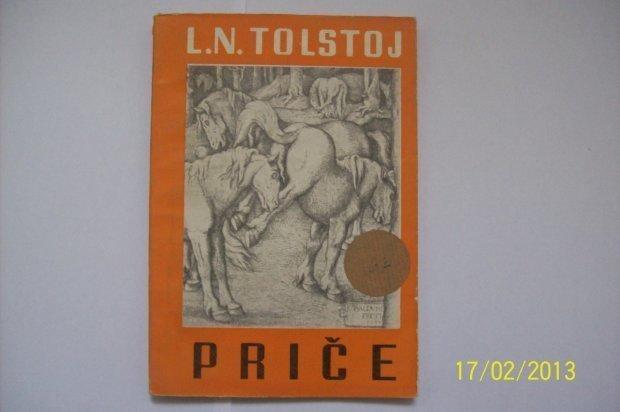 L.N. TOLSTOJ
PRIČE
17/02/2013